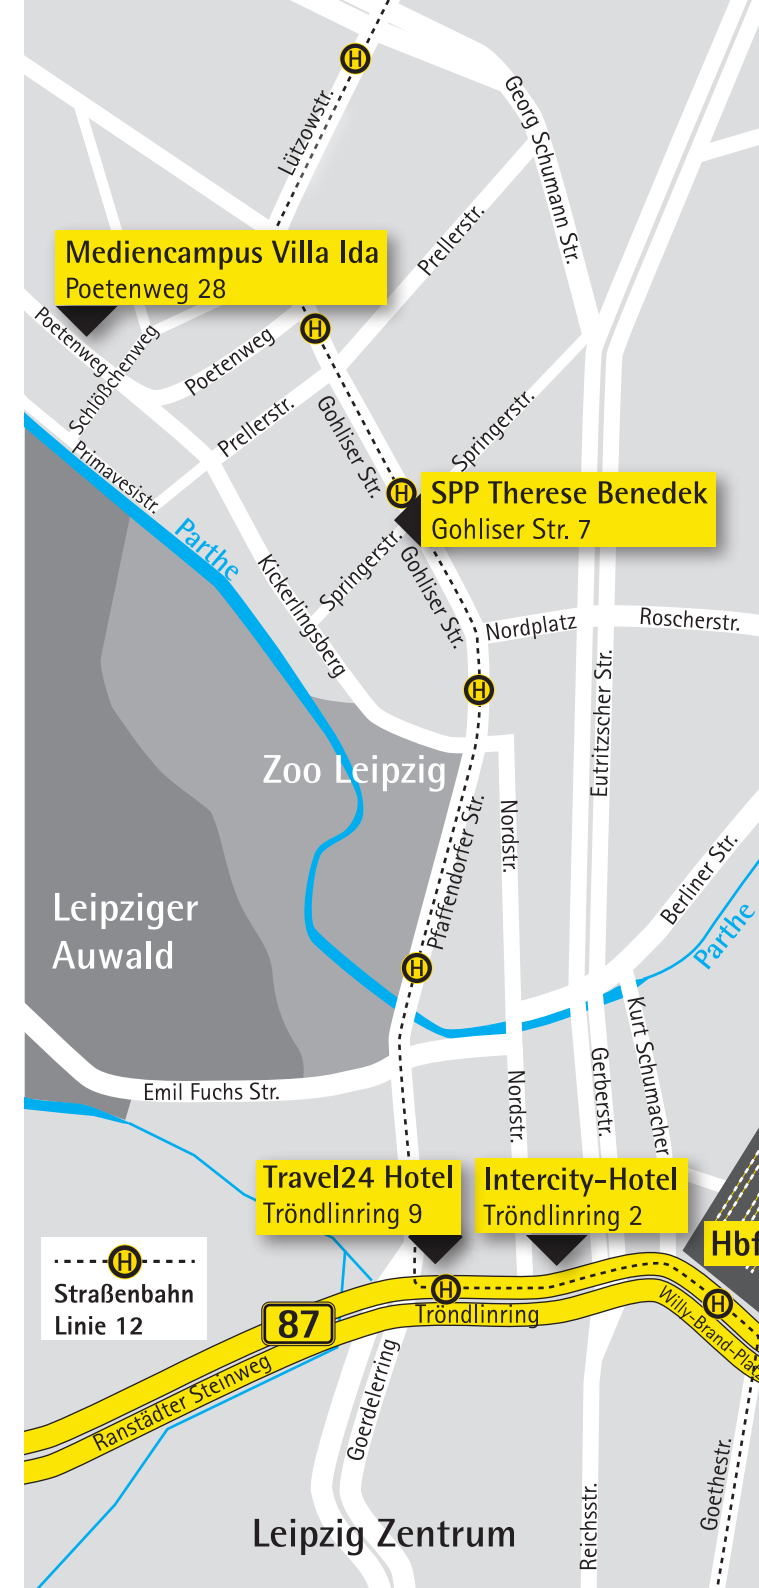 H
Lützowstr.
Georg Schumann Str.
Prellerstr.
Mediencampus Villa Ida
Poetenweg 28
Poetenweg
H
Schlößchenweg
Poetenweg
Prellerstr.
Gohliser Str.
Springerstr.
Primavesistr.
H
SPP Therese Benedek
Gohliser Str. 7
Parthe
Springerstr.
Gohliser Str.
Kickerlingsberg
Nordplatz
Roscherstr.
H
Eutritzscher Str.
Zoo Leipzig
Nordstr.
Pfaffendorfer Str.
Berliner Str.
Leipziger
Auwald
Parthe
H
Kurt Schumacher
Gerberstr.
Emil Fuchs Str.
Nordstr.
Travel24 Hotel
Tröndlinring 9
Intercity-Hotel
Tröndlinring 2
Hbf
H
Straßenbahn
Linie 12
H
H
Tröndlinring
Willy-Brand-Platz
87
Ranstädter Steinweg
Goerdelerring
Goethestr.
Reichsstr.
Leipzig Zentrum